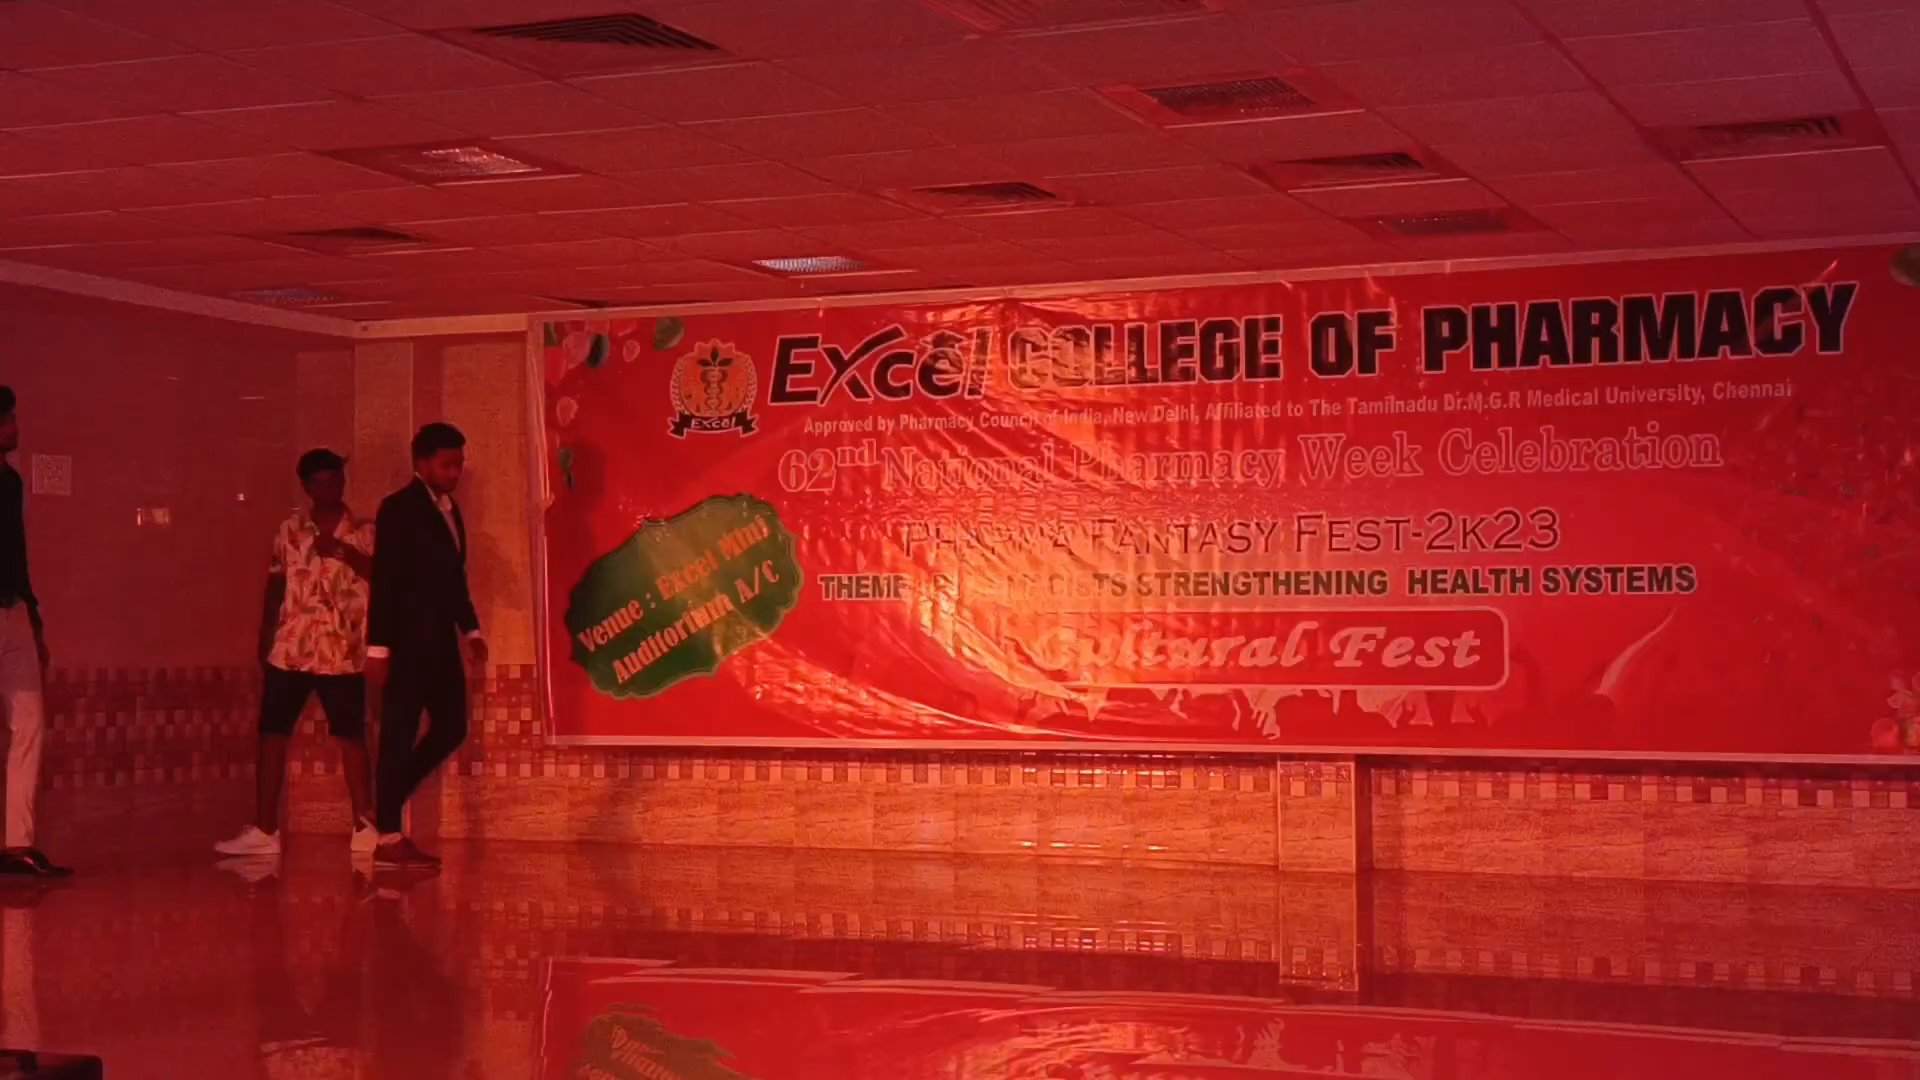 Excel COLLEGE OF PHARMACY
Approved by Pharmacy Council of India, New Delhi, Affiliated to The Tamilnadu Dr.M.G.R Medical University, Chennai
Excel
62nd National Pharmacy Week Celebration
PHARMA FANTASY FEST-2K23
THEME : PHARMACISTS STRENGTHENING HEALTH SYSTEMS
Venue : Excel Mini
Auditorium A/C
Cultural Fest